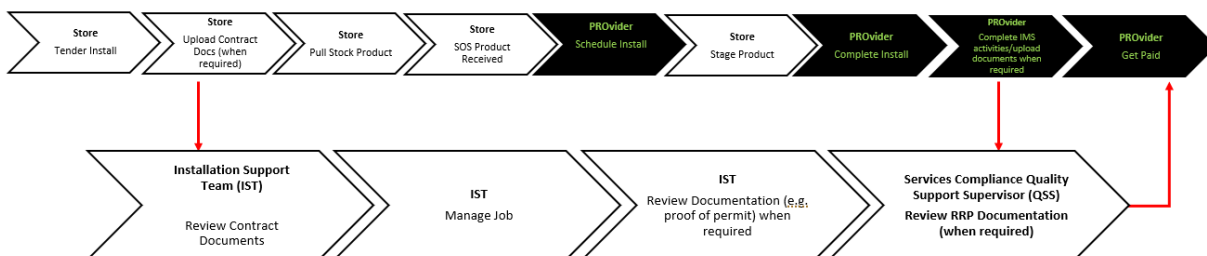 Store
Tender Install
Store
Upload Contract
Docs (when
required)
Store
Pull Stock Product
Store
SOS Product
Received
PROvider
Schedule Install
Store
Stage Product
PROvider
Complete Install
PROvider
Complete IMS
activities/upload
documents when
required
PROvider
Get Paid
Installation Support
Team (IST)
Review Contract
Documents
IST
Manage Job
IST
Review Documentation (e.g.
proof of permit) when
required
Services Compliance Quality
Support Supervisor (QSS)
Review RRP Documentation
(when required)